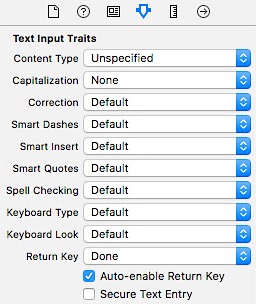 Text Input Traits
Content Type Unspecified
Capitalization None
Correction Default
Smart Dashes Default
Smart Insert Default
Smart Quotes Default
Spell Checking Default
Keyboard Type Default
Keyboard Look Default
Return Key Done
Auto-enable Return Key
Secure Text Entry